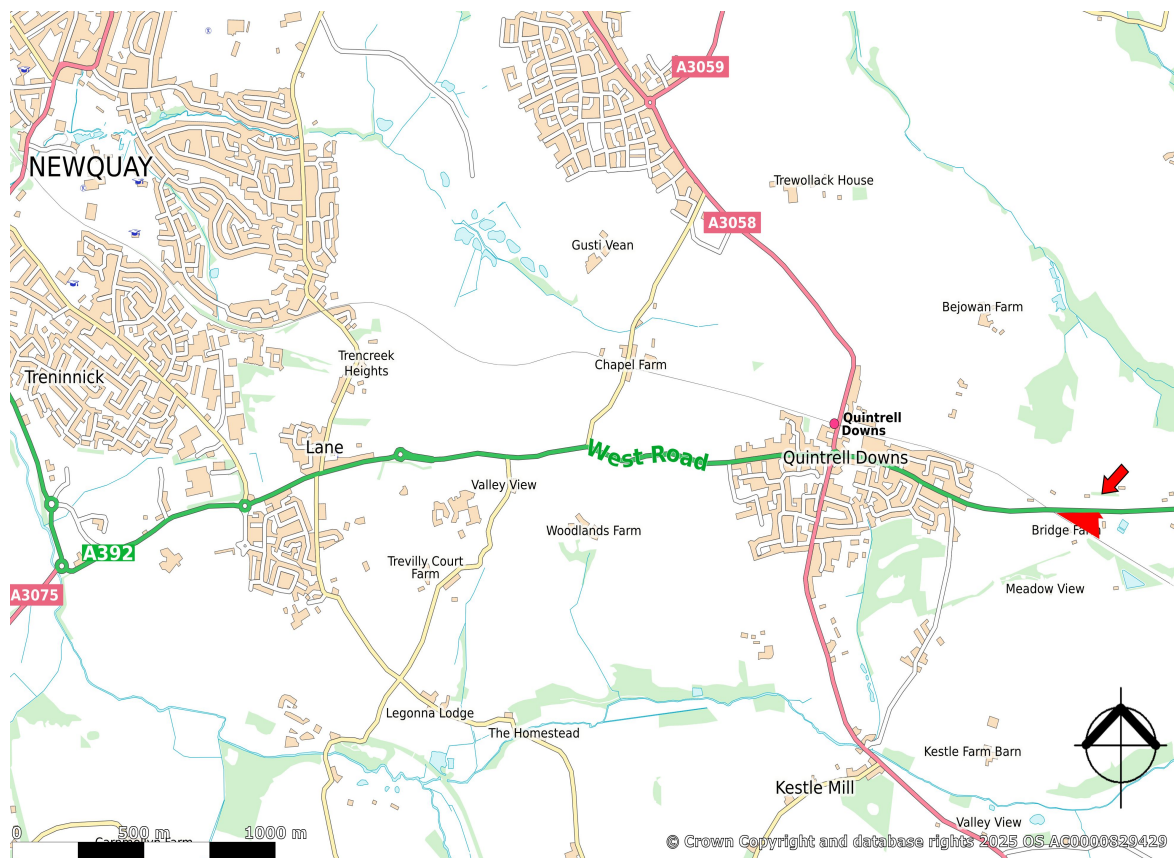 A3059
NEWQUAY
Trewollack House
A3058
Gusti Vean
Bejowan Farm
Trencreek
Heights
Chapel Farm
Treninnick
Quintrell
Downs
Lane
West Road
Quintrell Downs
Valley View
Woodlands Farm
Bridge Farm
A392
Trevilly Court
Farm
Meadow View
A3075
Legonna Lodge
The Homestead
Kestle Farm Barn
Kestle Mill
Valley View
0 500 m 1000 m
© Crown Copyright and database rights 2025 OS AC0000829429